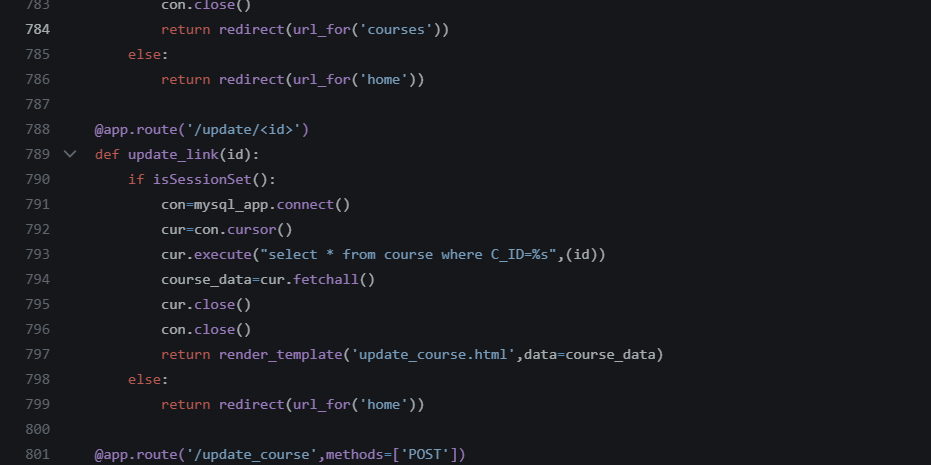 783             con.close()
784             return redirect(url_for('courses'))
785         else:
786             return redirect(url_for('home'))
787
788     @app.route('/update/<id>')
789     def update_link(id):
790         if isSessionSet():
791             con=mysql_app.connect()
792             cur=con.cursor()
793             cur.execute("select * from course where C_ID=%s",(id))
794             course_data=cur.fetchall()
795             cur.close()
796             con.close()
797             return render_template('update_course.html',data=course_data)
798         else:
799             return redirect(url_for('home'))
800
801     @app.route('/update_course',methods=['POST'])